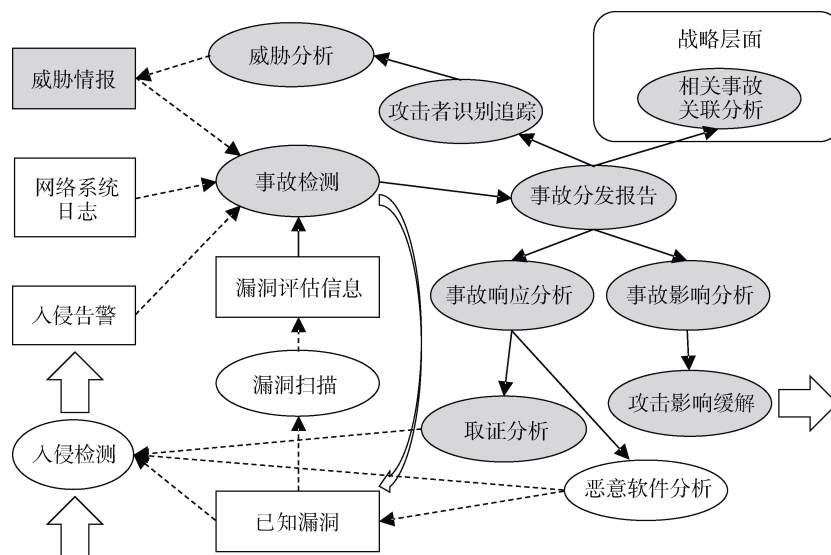 战略层面
威胁分析
威胁情报
相关事故
关联分析
攻击者识别追踪
事故检测
网络系统
日志
事故分发报告
漏洞评估信息
事故响应分析
事故影响分析
入侵告警
漏洞扫描
攻击影响缓解
取证分析
入侵检测
恶意软件分析
已知漏洞